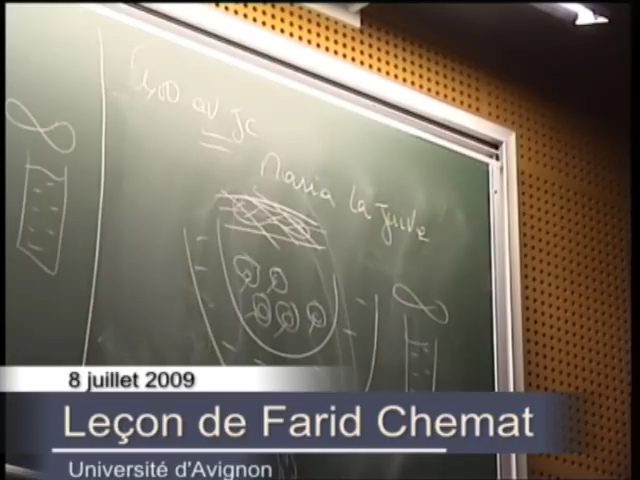 400 av JC
Maria la Juive
8 juillet 2009
Leçon de Farid Chemat
Université d'Avignon